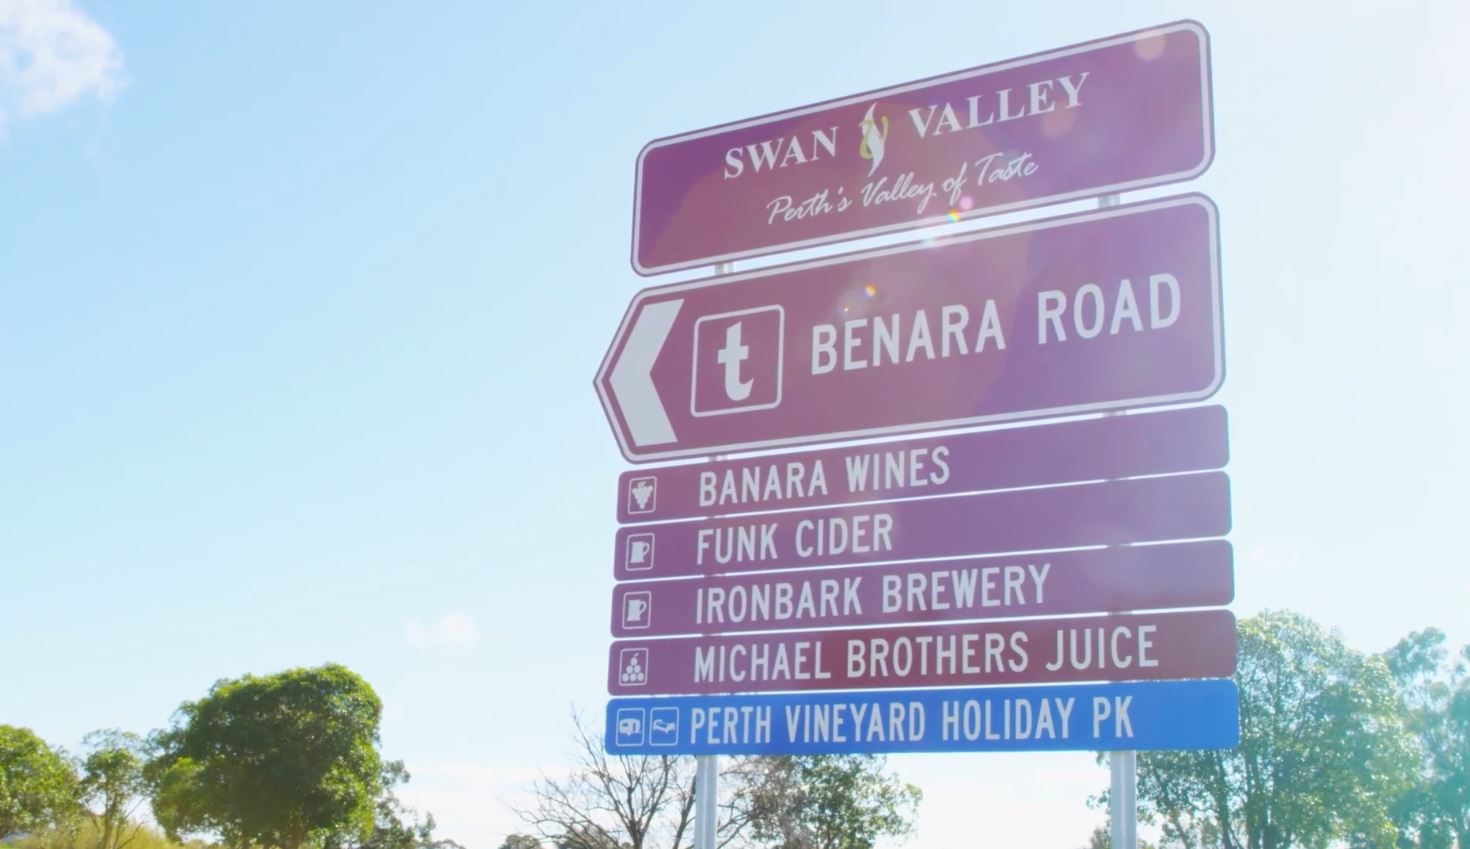 SWAN VALLEY
Perth's Valley of Taste
t BENARA ROAD
BANARA WINES
FUNK CIDER
IRONBARK BREWERY
MICHAEL BROTHERS JUICE
PERTH VINEYARD HOLIDAY PK